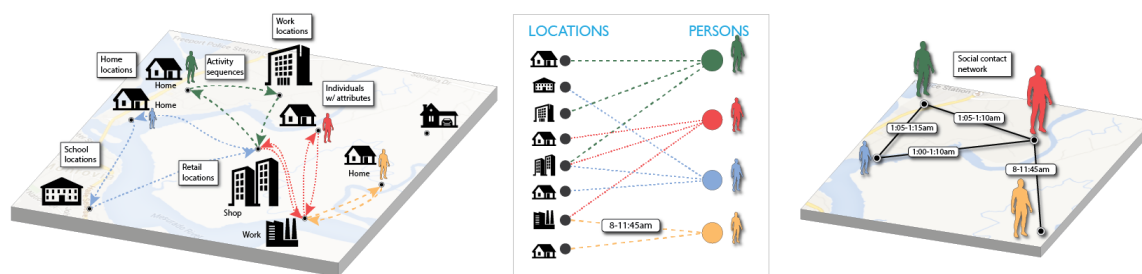 Work
locations
Home
locations
Activity
sequences
Home
Home
Individuals
w/ attributes
School
locations
Retail
locations
Home
Shop
Work
LOCATIONS
PERSONS
8-11:45am
Social contact
network
1:05-1:15am
1:05-1:10am
1:00-1:10am
8-11:45am